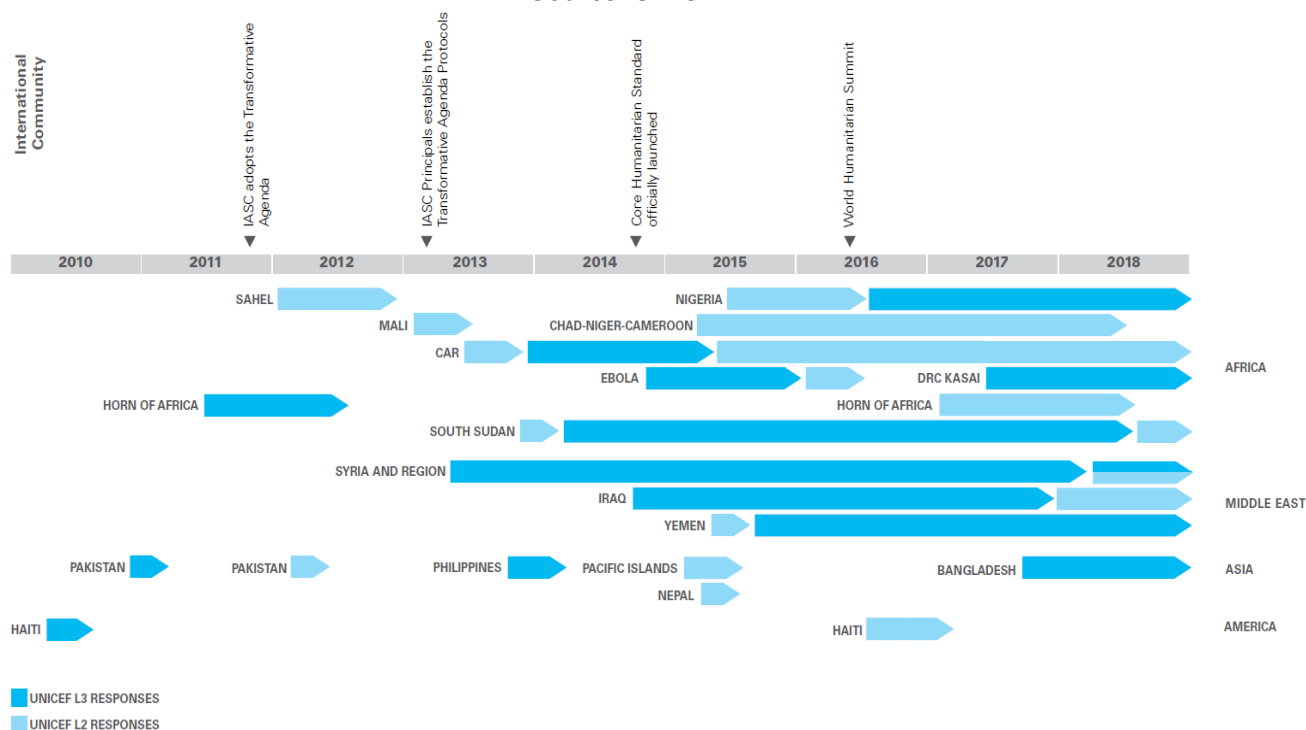 International
Community
IASC adopts the Transformative
Agenda
IASC Principals establish the
Transformative Agenda Protocols
Core Humanitarian Standard
officially launched
World Humanitarian Summit
2010 2011 2012 2013 2014 2015 2016 2017 2018
SAHEL NIGERIA
MALI CHAD-NIGER-CAMEROON
CAR
EBOLA DRC KASAI
AFRICA
HORN OF AFRICA HORN OF AFRICA
SOUTH SUDAN
SYRIA AND REGION
IRAQ
MIDDLE EAST
YEMEN
PAKISTAN PAKISTAN PHILIPPINES PACIFIC ISLANDS BANGLADESH ASIA
NEPAL
HAITI HAITI AMERICA
UNICEF L3 RESPONSES
UNICEF L2 RESPONSES